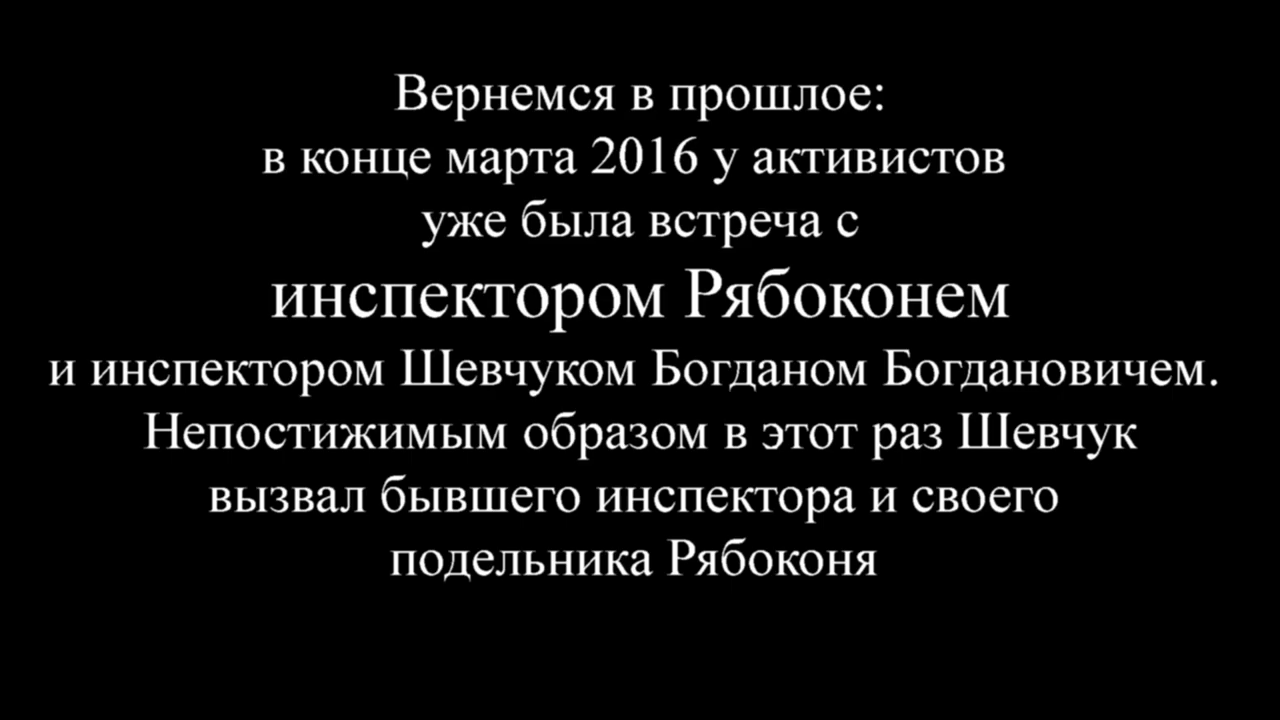 Вернемся в прошлое:
в конце марта 2016 у активистов
уже была встреча с
инспектором Рябоконем
и инспектором Шевчуком Богданом Богдановичем.
Непостижимым образом в этот раз Шевчук
вызвал бывшего инспектора и своего
подельника Рябоконя